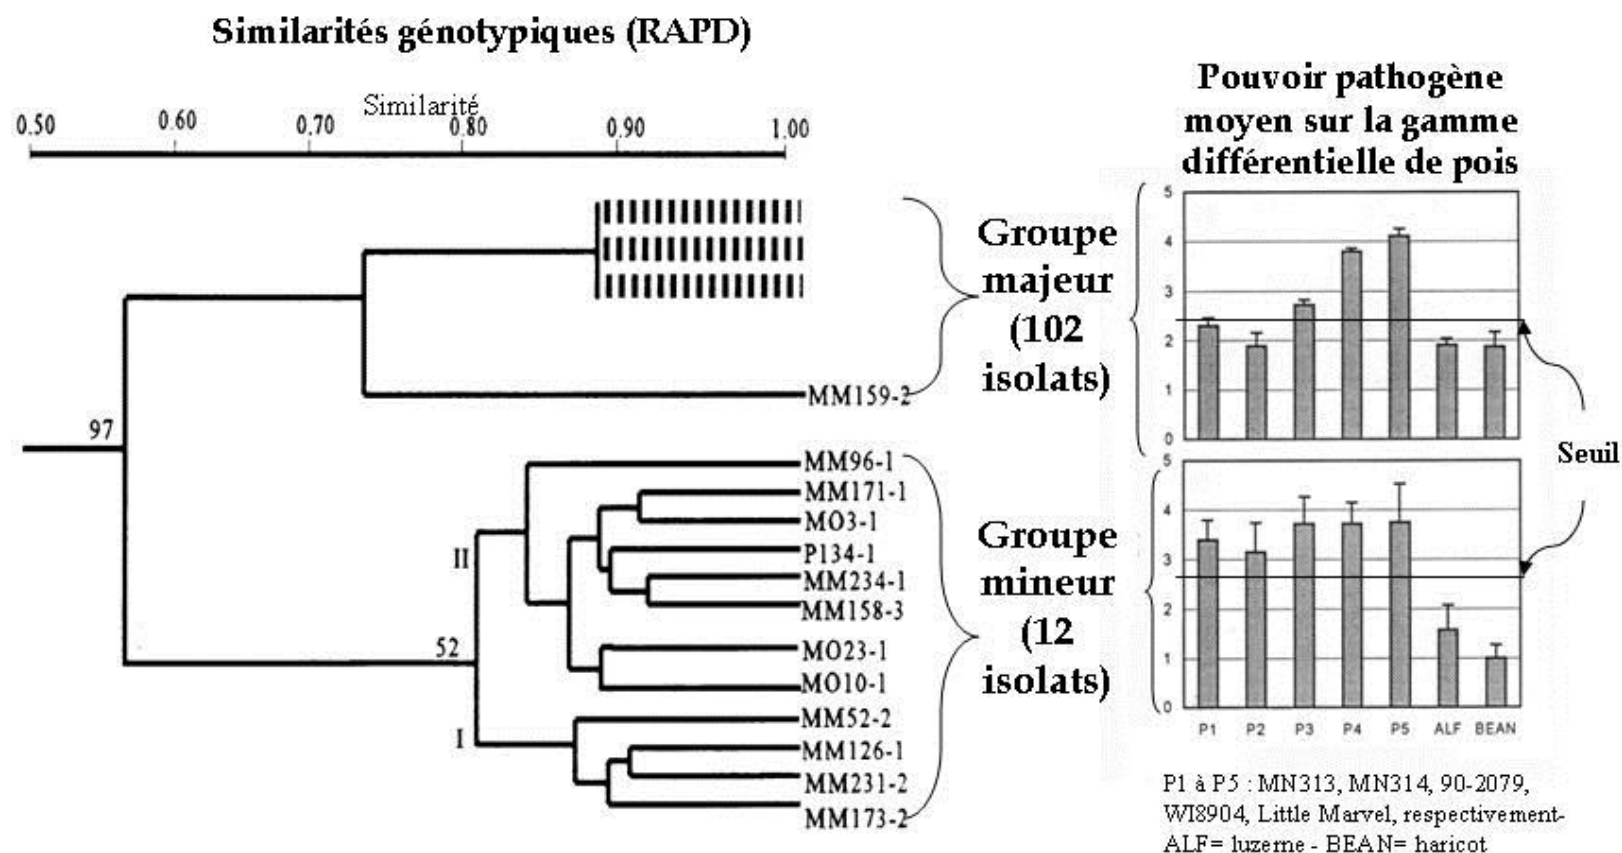 Similarités génotypiques (RAPD)
Similarité
0.50 0.60 0.70 0.80 0.90 1.00
97
52
II
I
MM159-2
MM96-1
MM171-1
MO3-1
P134-1
MM234-1
MM158-3
MO23-1
MO10-1
MM52-2
MM126-1
MM231-2
MM173-2
Groupe
majeur
(102
isolats)
Groupe
mineur
(12
isolats)
Pouvoir pathogène
moyen sur la gamme
différentielle de pois
5
4
3
2
1
0
Seuil
5
4
3
2
1
0
P1 P2 P3 P4 P5 ALF BEAN
P1 à P5 : MN313, MN314, 90-2079,
WI8904, Little Marvel, respectivement-
ALF= luzerne - BEAN= haricot